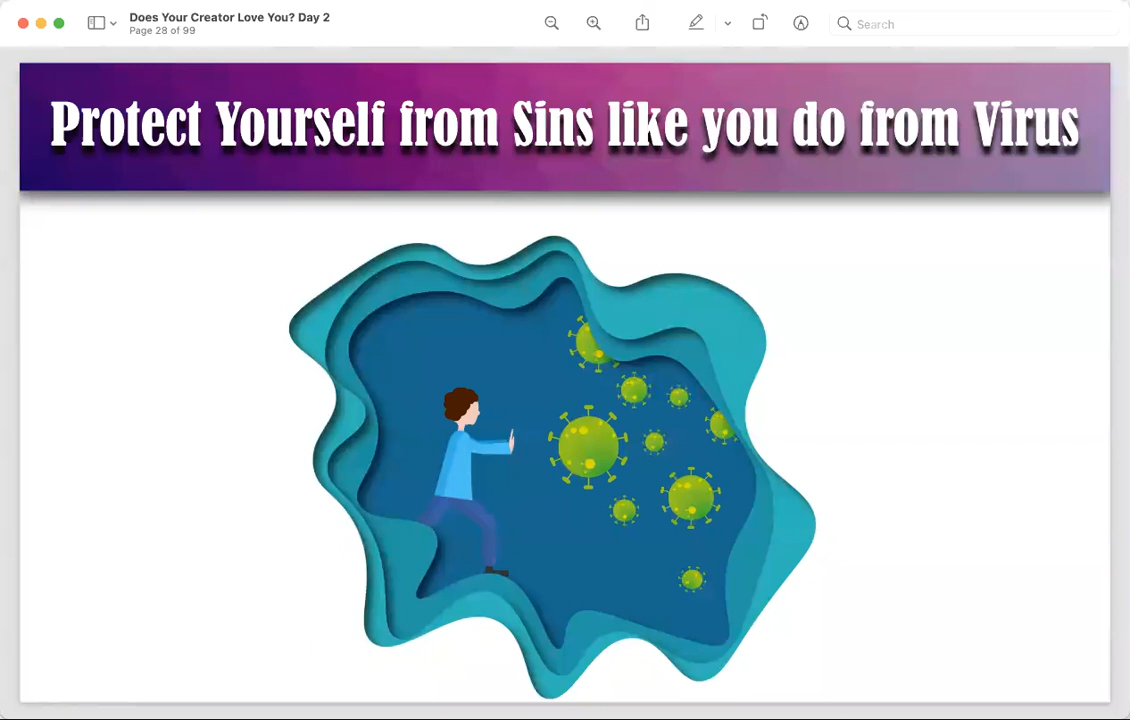 Does Your Creator Love You? Day 2
Page 28 of 99
Search
Protect Yourself from Sins like you do from Virus